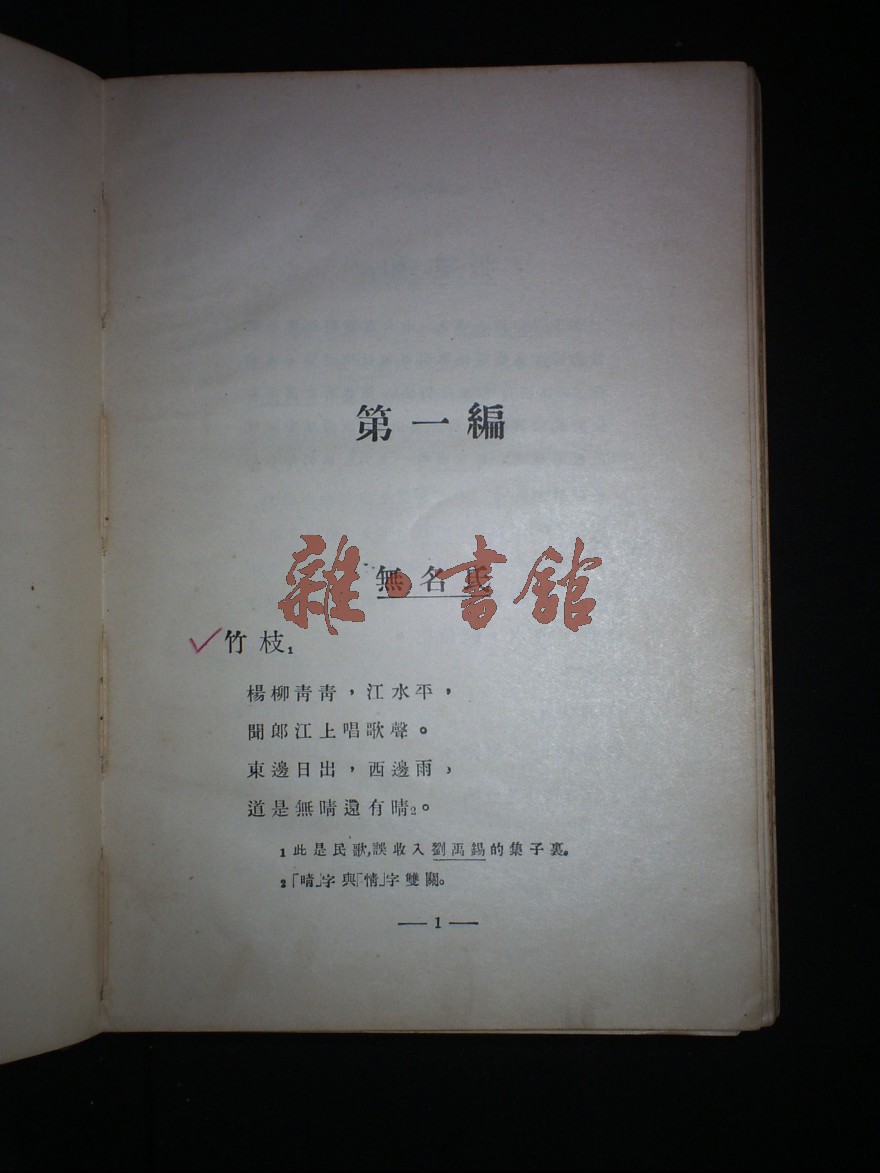 第一編
無名氏
雜·書館
竹枝1
楊柳青青，江水平，
聞郎江上唱歌聲。
東邊日出，西邊雨，
道是無晴還有晴2。
1 此是民歌，誤收入劉禹錫的集子裏。
2「晴」字與「情」字雙關。
— 1 —